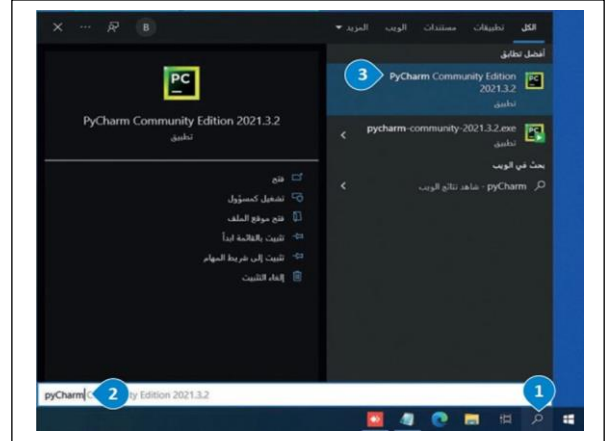 الكل تطبيقات مستندات الويب المزيد
B
أفضل تطابق
PyCharm Community Edition
2021.3.2
تطبيق
3
pycharm-community-2021.3.2.exe
تطبيق
بحث في الويب
pyCharm - شاهد نتائج الويب
PC
PyCharm Community Edition 2021.3.2
تطبيق
فتح
تشغيل كمسؤول
فتح موقع الملف
تثبيت بالقائمة ابدأ
تثبيت إلى شريط المهام
إلغاء التثبيت
pyCharm
2
ty Edition 2021.3.2
1